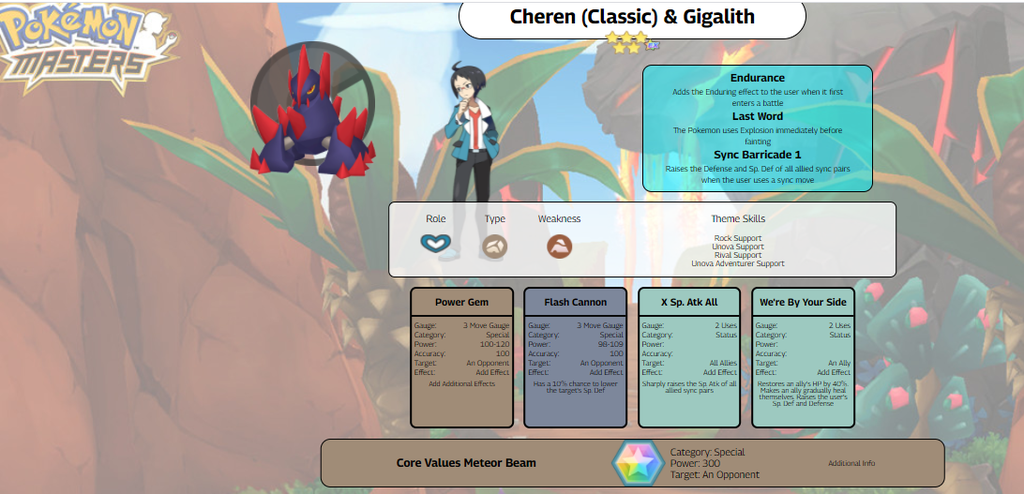 Pokémon
MASTERS
Cheren (Classic) & Gigalith
Endurance
Adds the Enduring effect to the user when it first
enters a battle
Last Word
The Pokemon uses Explosion immediately before
fainting
Sync Barricade 1
Raises the Defense and Sp. Def of all allied sync pairs
when the user uses a sync move
Role Type Weakness Theme Skills
Rock Support
Unova Support
Rival Support
Unova Adventurer Support
Power Gem
Gauge: 3 Move Gauge
Category: Special
Power: 100-120
Accuracy: 100
Target: An Opponent
Effect: Add Effect
Add Additional Effects
Flash Cannon
Gauge: 3 Move Gauge
Category: Special
Power: 98-109
Accuracy: 100
Target: An Opponent
Effect: Add Effect
Has a 10% chance to lower
the target's Sp. Def
X Sp. Atk All
Gauge: 2 Uses
Category: Status
Power:
Accuracy:
Target: All Allies
Effect: Add Effect
Sharply raises the Sp. Atk of all
allied sync pairs
We're By Your Side
Gauge: 2 Uses
Category: Status
Power:
Accuracy:
Target: An Ally
Effect: Add Effect
Restores an ally's HP by 40%.
Makes an ally gradually heal
themselves. Raises the user's
Sp. Def and Defense
Core Values Meteor Beam
Category: Special
Power: 300
Target: An Opponent
Additional Info